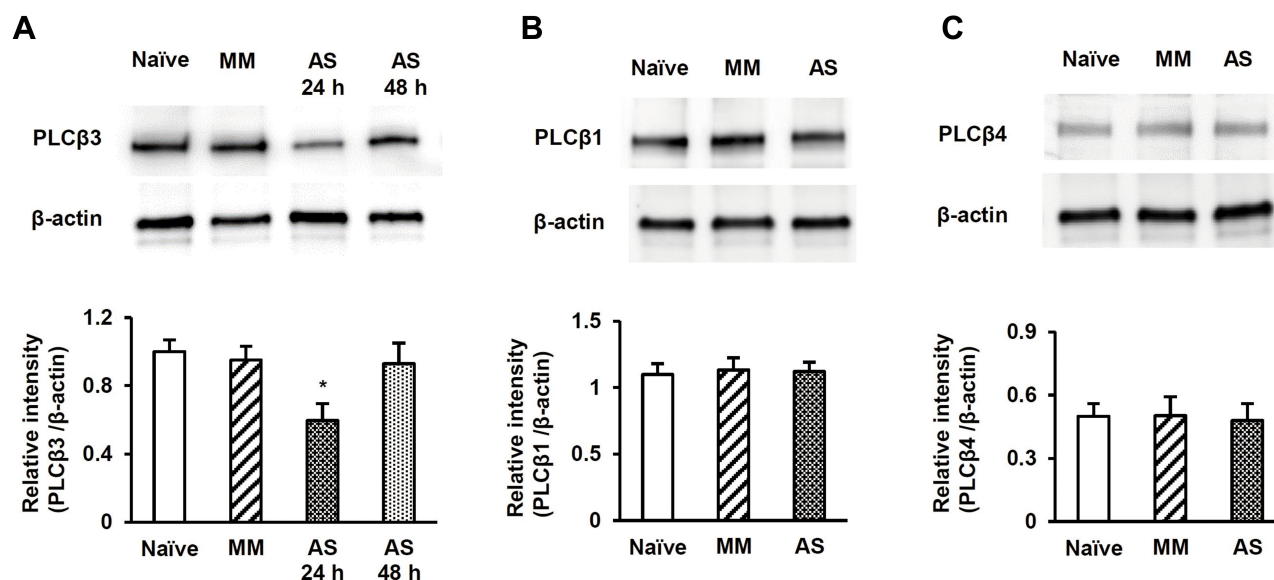 A
Naïve MM AS 24 h AS 48 h
PLCβ3
β-actin
Relative intensity
(PLCβ3 /β-actin)
1.2
0.8
0.4
0
*
Naïve MM AS 24 h AS 48 h
B
Naïve MM AS
PLCβ1
β-actin
Relative intensity
(PLCβ1 /β-actin)
1.5
1
0.5
0
Naïve MM AS
C
Naïve MM AS
PLCβ4
β-actin
Relative intensity
(PLCβ4 /β-actin)
0.9
0.6
0.3
0
Naïve MM AS